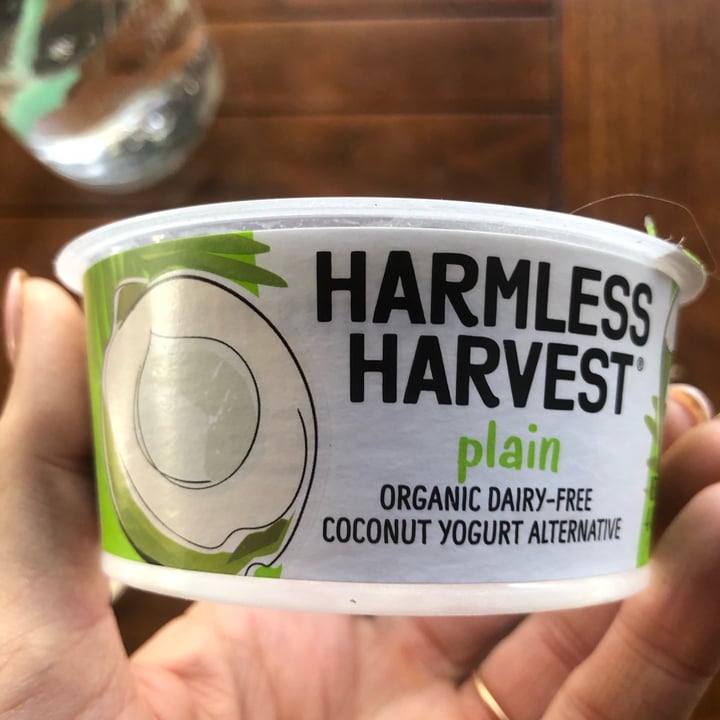 HARMLESS
HARVEST®
plain
ORGANIC DAIRY-FREE
COCONUT YOGURT ALTERNATIVE